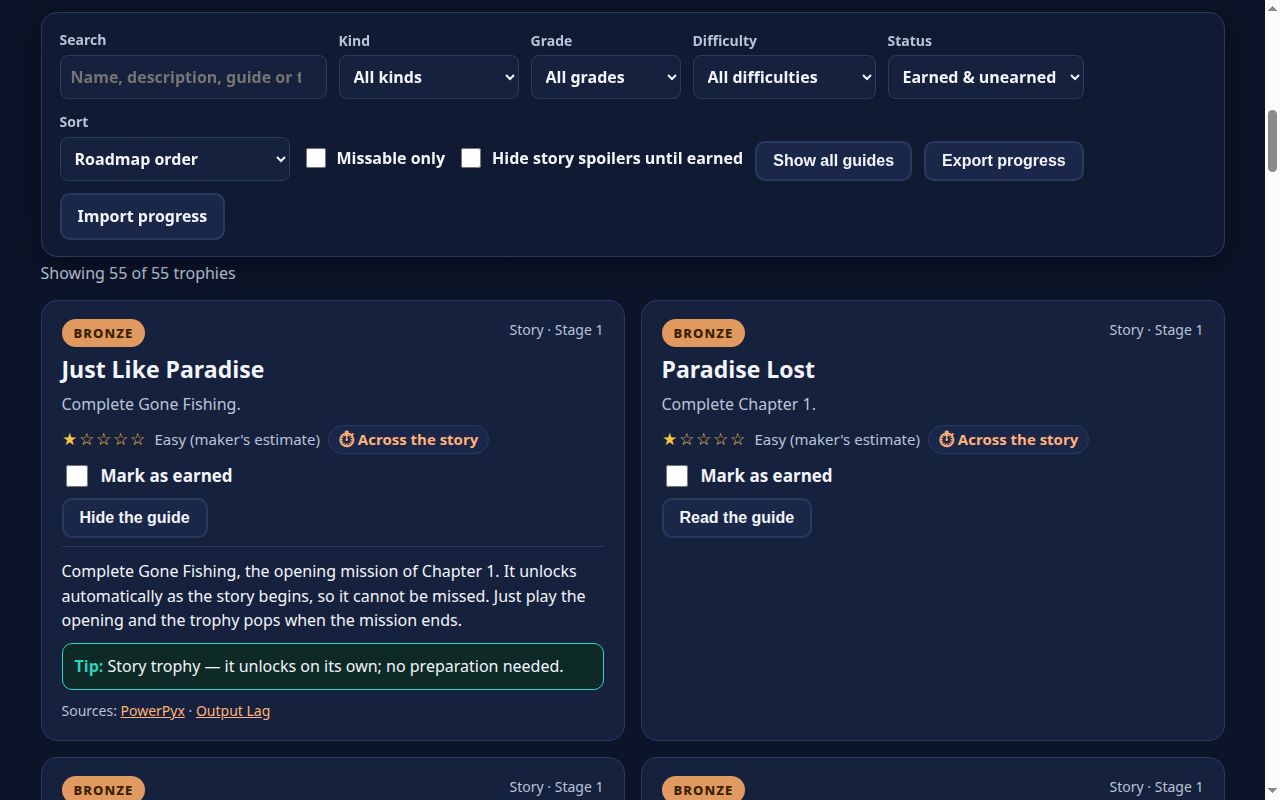 Search
Kind
Grade
Difficulty
Status
Name, description, guide or t
All kinds
All grades
All difficulties
Earned & unearned
Sort
Roadmap order
Missable only
Hide story spoilers until earned
Show all guides
Export progress
Import progress
Showing 55 of 55 trophies
BRONZE
Story · Stage 1
Just Like Paradise
Complete Gone Fishing.
★☆☆☆☆ Easy (maker's estimate)
⏱ Across the story
Mark as earned
Hide the guide
Complete Gone Fishing, the opening mission of Chapter 1. It unlocks
automatically as the story begins, so it cannot be missed. Just play the
opening and the trophy pops when the mission ends.
Tip: Story trophy — it unlocks on its own; no preparation needed.
Sources: PowerPyx · Output Lag
BRONZE
Story · Stage 1
Paradise Lost
Complete Chapter 1.
★☆☆☆☆ Easy (maker's estimate)
⏱ Across the story
Mark as earned
Read the guide
BRONZE
Story · Stage 1
BRONZE
Story · Stage 1